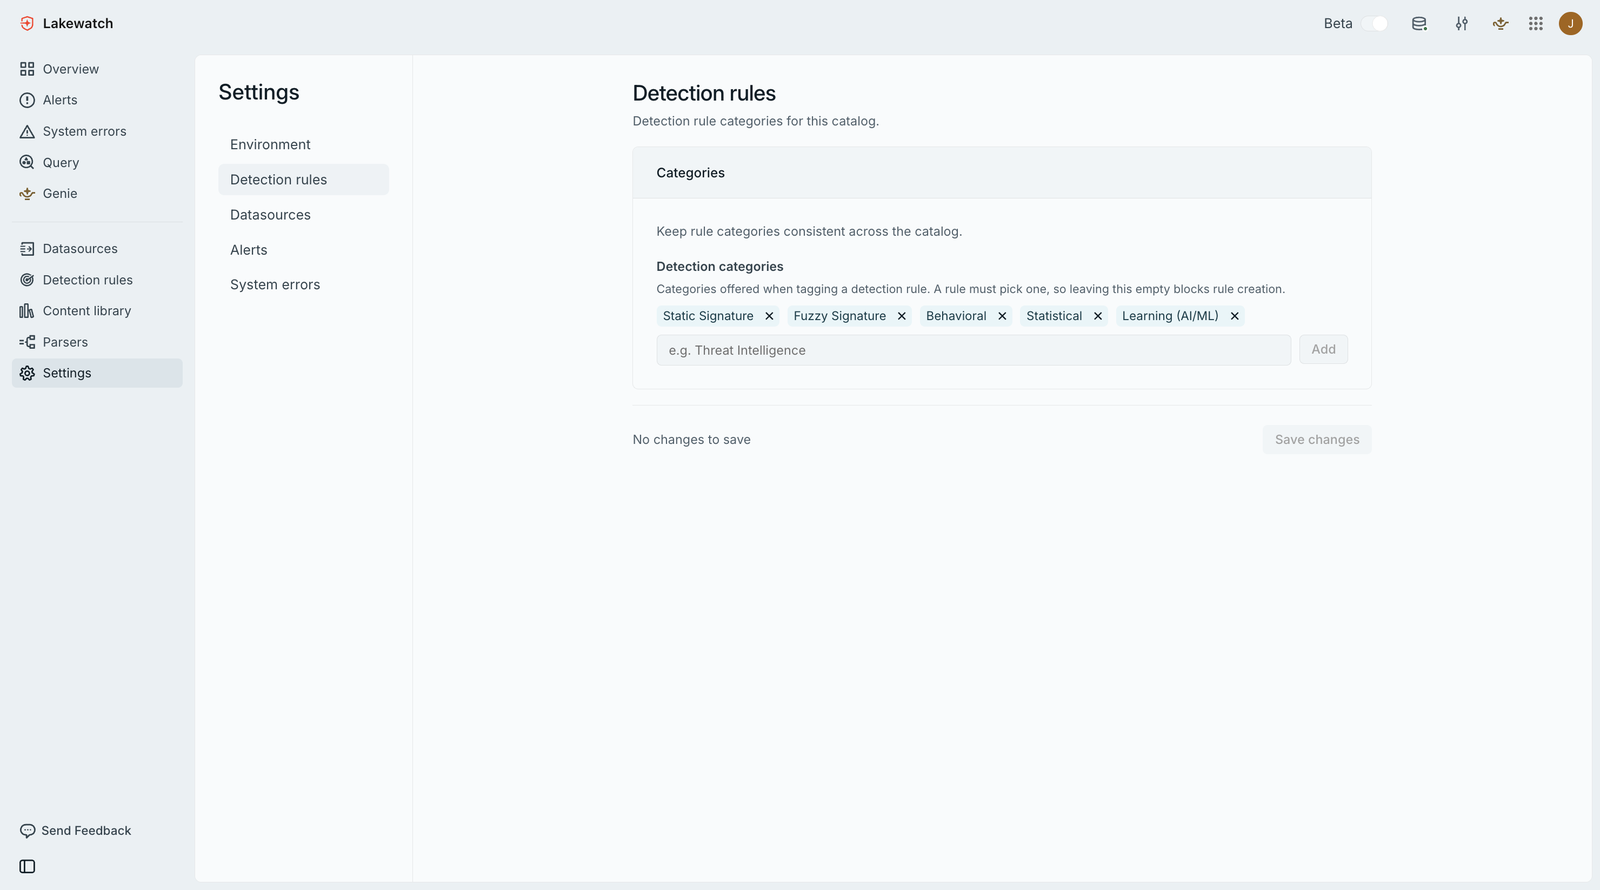 Lakewatch
Beta
J
Overview
Alerts
System errors
Query
Genie
Datasources
Detection rules
Content library
Parsers
Settings
Send Feedback
Settings
Environment
Detection rules
Datasources
Alerts
System errors
Detection rules
Detection rule categories for this catalog.
Categories
Keep rule categories consistent across the catalog.
Detection categories
Categories offered when tagging a detection rule. A rule must pick one, so leaving this empty blocks rule creation.
Static Signature Fuzzy Signature Behavioral Statistical Learning (AI/ML)
e.g. Threat Intelligence Add
No changes to save Save changes